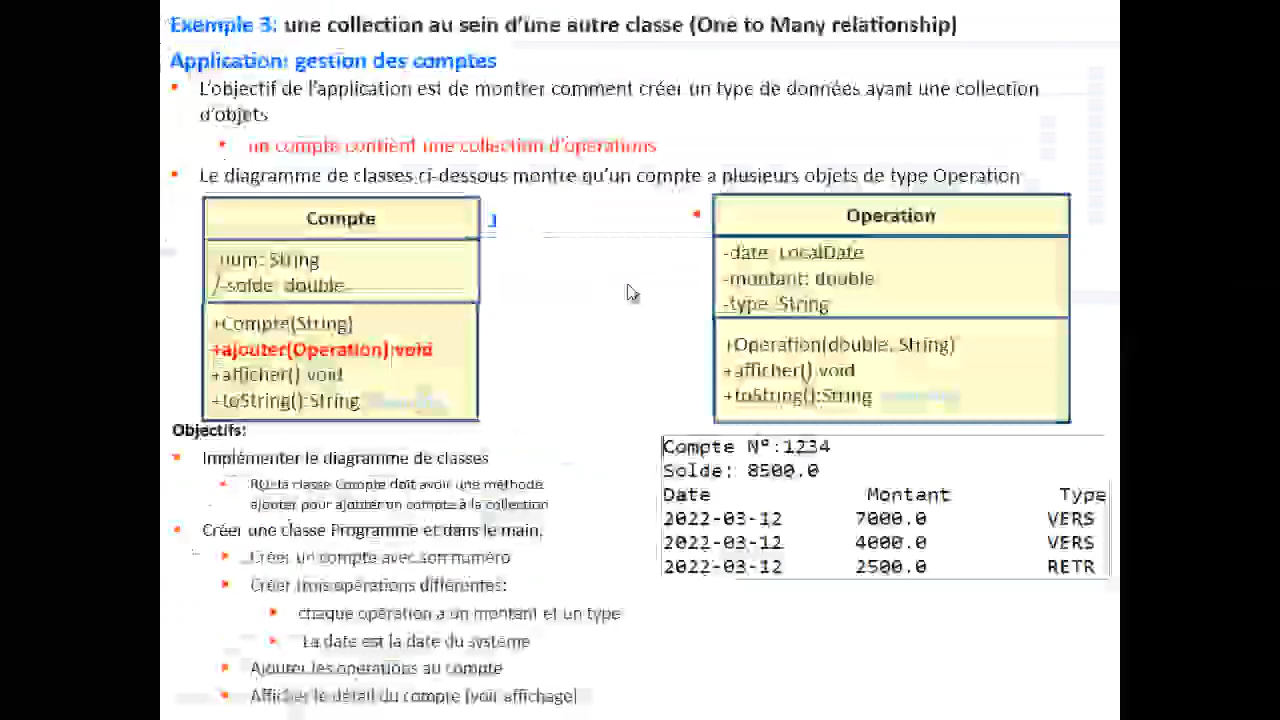 Exemple 3: une collection au sein d'une autre classe (One to Many relationship)
Application: gestion des comptes
L'objectif de l'application est de montrer comment créer un type de données ayant une collection
d'objets
un compte contient une collection d'operations
Le diagramme de classes ci-dessous montre qu'un compte a plusieurs objets de type Operation
Compte
num: String
/-solde: double
+Compte(String)
+ajouter(Operation) void
+afficher() void
+toString():String
1
Operation
-date: LocalDate
-montant: double
-type: String
+Operation(double, String)
+afficher() void
+toString():String
Objectifs:
Implémenter le diagramme de classes
RQ: la classe Compte doit avoir une méthode
ajouter pour ajouter un compte à la collection
Créer une classe Programme et dans le main,
Créer un compte avec son numéro
Créer trois opérations différentes:
chaque opération a un montant et un type
La date est la date du système
Ajouter les operations au compte
Afficher le détail du compte (voir affichage)
Compte N°:1234
Solde: 8500.0
Date Montant Type
2022-03-12 7000.0 VERS
2022-03-12 4000.0 VERS
2022-03-12 2500.0 RETR